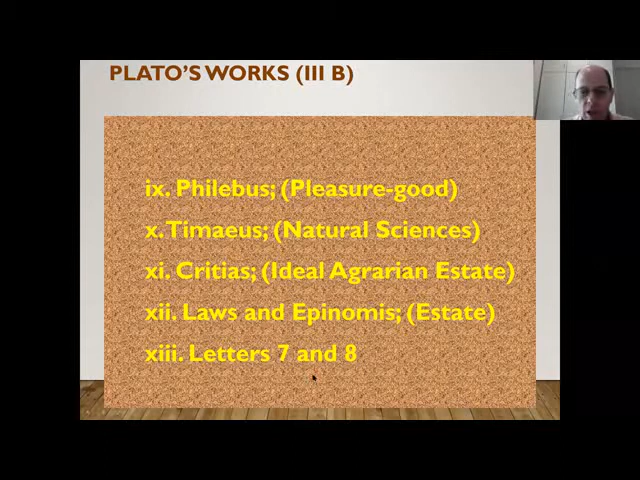 PLATO'S WORKS (III B)
ix. Philebus; (Pleasure-good)
x. Timaeus; (Natural Sciences)
xi. Critias; (Ideal Agrarian Estate)
xii. Laws and Epinomis; (Estate)
xiii. Letters 7 and 8